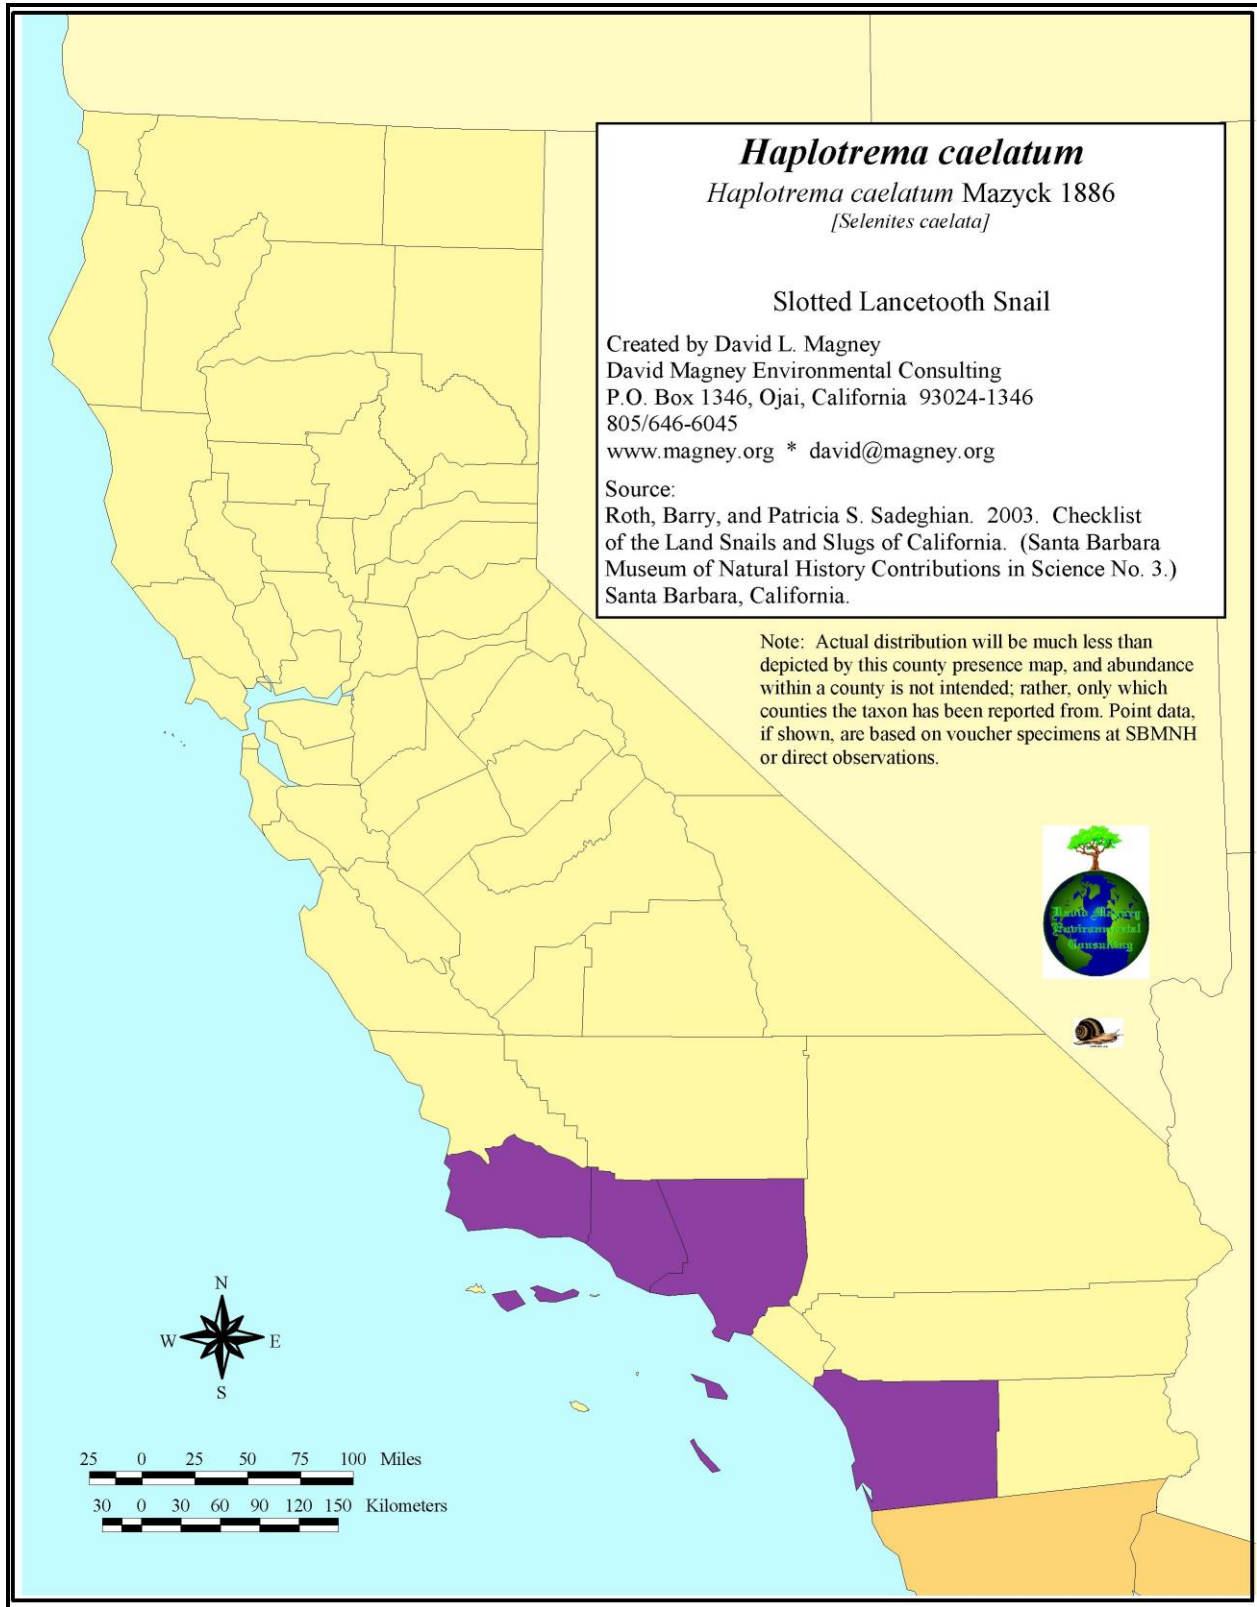 Haplotrema caelatum
Haplotrema caelatum Mazyck 1886
[Selenites caelata]
Slotted Lancetooth Snail
Created by David L. Magney
David Magney Environmental Consulting
P.O. Box 1346, Ojai, California 93024-1346
805/646-6045
www.magney.org * david@magney.org
Source:
Roth, Barry, and Patricia S. Sadeghian. 2003. Checklist
of the Land Snails and Slugs of California. (Santa Barbara
Museum of Natural History Contributions in Science No. 3.)
Santa Barbara, California.
Note: Actual distribution will be much less than
depicted by this county presence map, and abundance
within a county is not intended; rather, only which
counties the taxon has been reported from. Point data,
if shown, are based on voucher specimens at SBMNH
or direct observations.
David Magney
Environmental
Consulting
N
W E
S
25 0 25 50 75 100 Miles
30 0 30 60 90 120 150 Kilometers